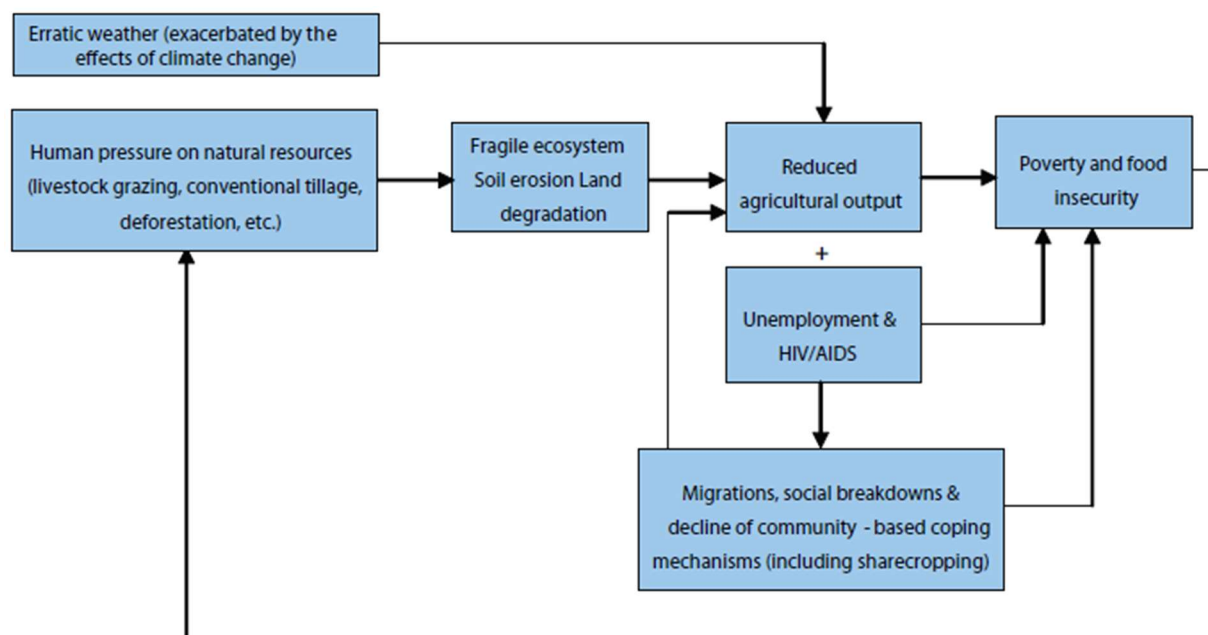 Erratic weather (exacerbated by the
effects of climate change)
Human pressure on natural resources
(livestock grazing, conventional tillage,
deforestation, etc.)
Fragile ecosystem
Soil erosion Land
degradation
Reduced
agricultural output
Poverty and food
insecurity
+
Unemployment &
HIV/AIDS
Migrations, social breakdowns &
decline of community - based coping
mechanisms (including sharecropping)